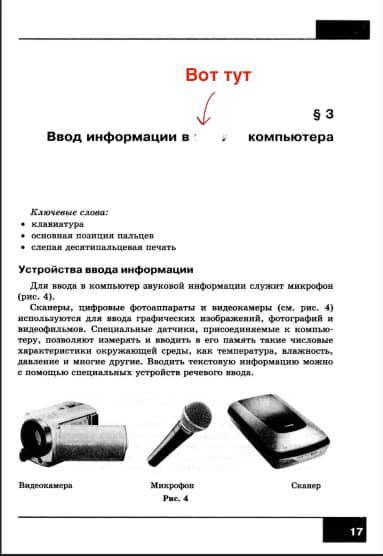 Вот тут
§ 3
Ввод информации в компьютера
Ключевые слова:
• клавиатура
• основная позиция пальцев
• слепая десятипальцевая печать
Устройства ввода информации
Для ввода в компьютер звуковой информации служит микрофон
(рис. 4).
Сканеры, цифровые фотоаппараты и видеокамеры (см. рис. 4)
используются для ввода графических изображений, фотографий и
видеофильмов. Специальные датчики, присоединяемые к компью-
теру, позволяют измерять и вводить в его память такие числовые
характеристики окружающей среды, как температура, влажность,
давление и многие другие. Вводить текстовую информацию можно
с помощью специальных устройств речевого ввода.
Видеокамера Микрофон Сканер
Рис. 4
17